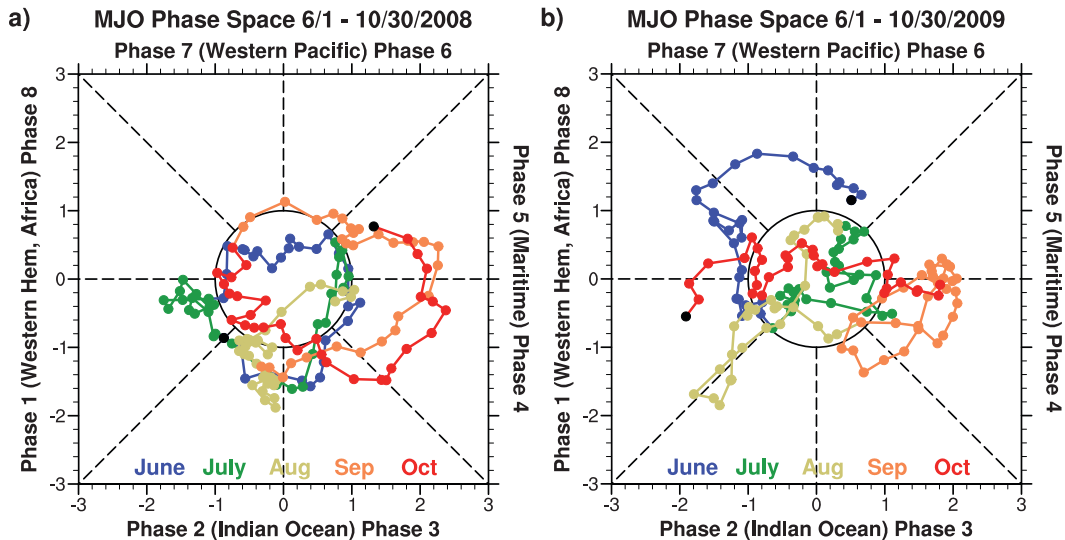 a) MJO Phase Space 6/1 - 10/30/2008
Phase 7 (Western Pacific) Phase 6
Phase 1 (Western Hem, Africa) Phase 8
3
2
1
0
-1
-2
-3
Phase 5 (Maritime) Phase 4
June July Aug Sep Oct
-3 -2 -1 0 1 2 3
Phase 2 (Indian Ocean) Phase 3
b) MJO Phase Space 6/1 - 10/30/2009
Phase 7 (Western Pacific) Phase 6
Phase 1 (Western Hem, Africa) Phase 8
3
2
1
0
-1
-2
-3
Phase 5 (Maritime) Phase 4
June July Aug Sep Oct
-3 -2 -1 0 1 2 3
Phase 2 (Indian Ocean) Phase 3